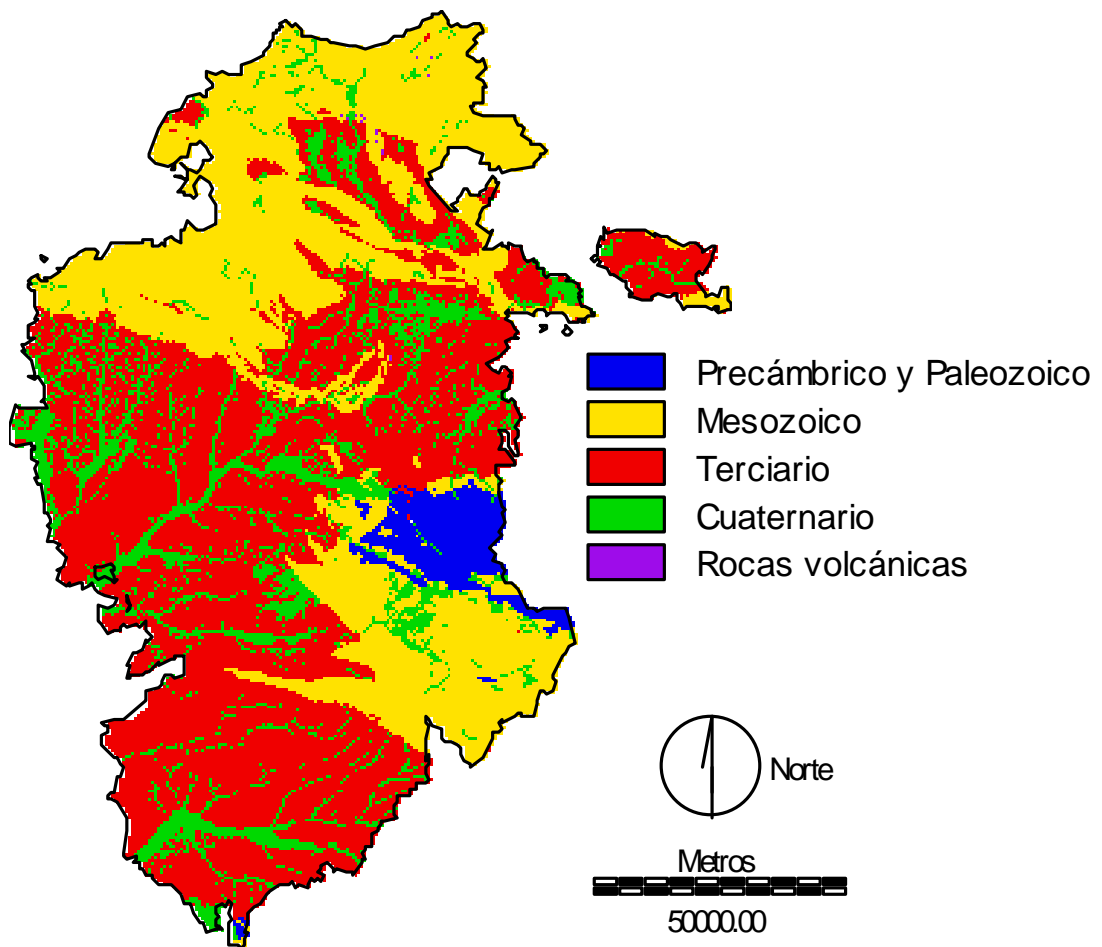 Precámbrico y Paleozoico
Mesozoico
Terciario
Cuaternario
Rocas volcánicas
Norte
Metros
50000.00